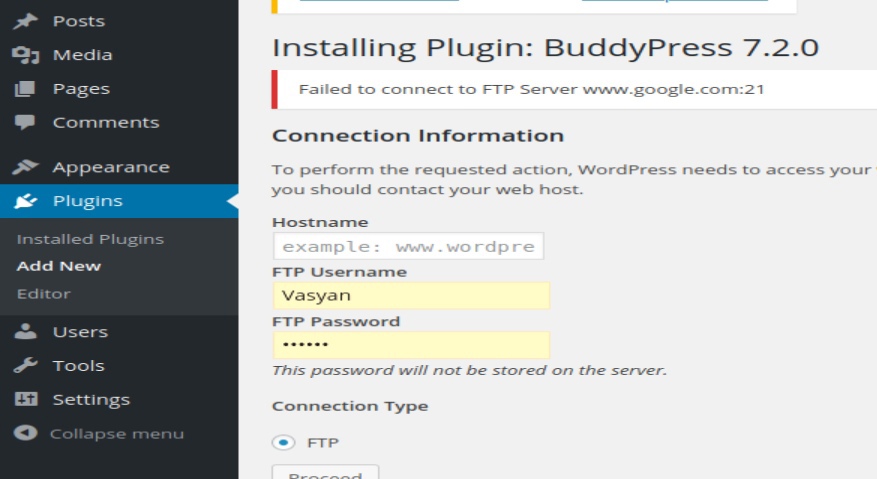 Posts
Media
Pages
Comments
Appearance
Plugins
Installed Plugins
Add New
Editor
Users
Tools
Settings
Collapse menu
Installing Plugin: BuddyPress 7.2.0
Failed to connect to FTP Server www.google.com:21
Connection Information
To perform the requested action, WordPress needs to access your
you should contact your web host.
Hostname
example: www.wordpre
FTP Username
Vasyan
FTP Password
••••••
This password will not be stored on the server.
Connection Type
FTP
Proceed